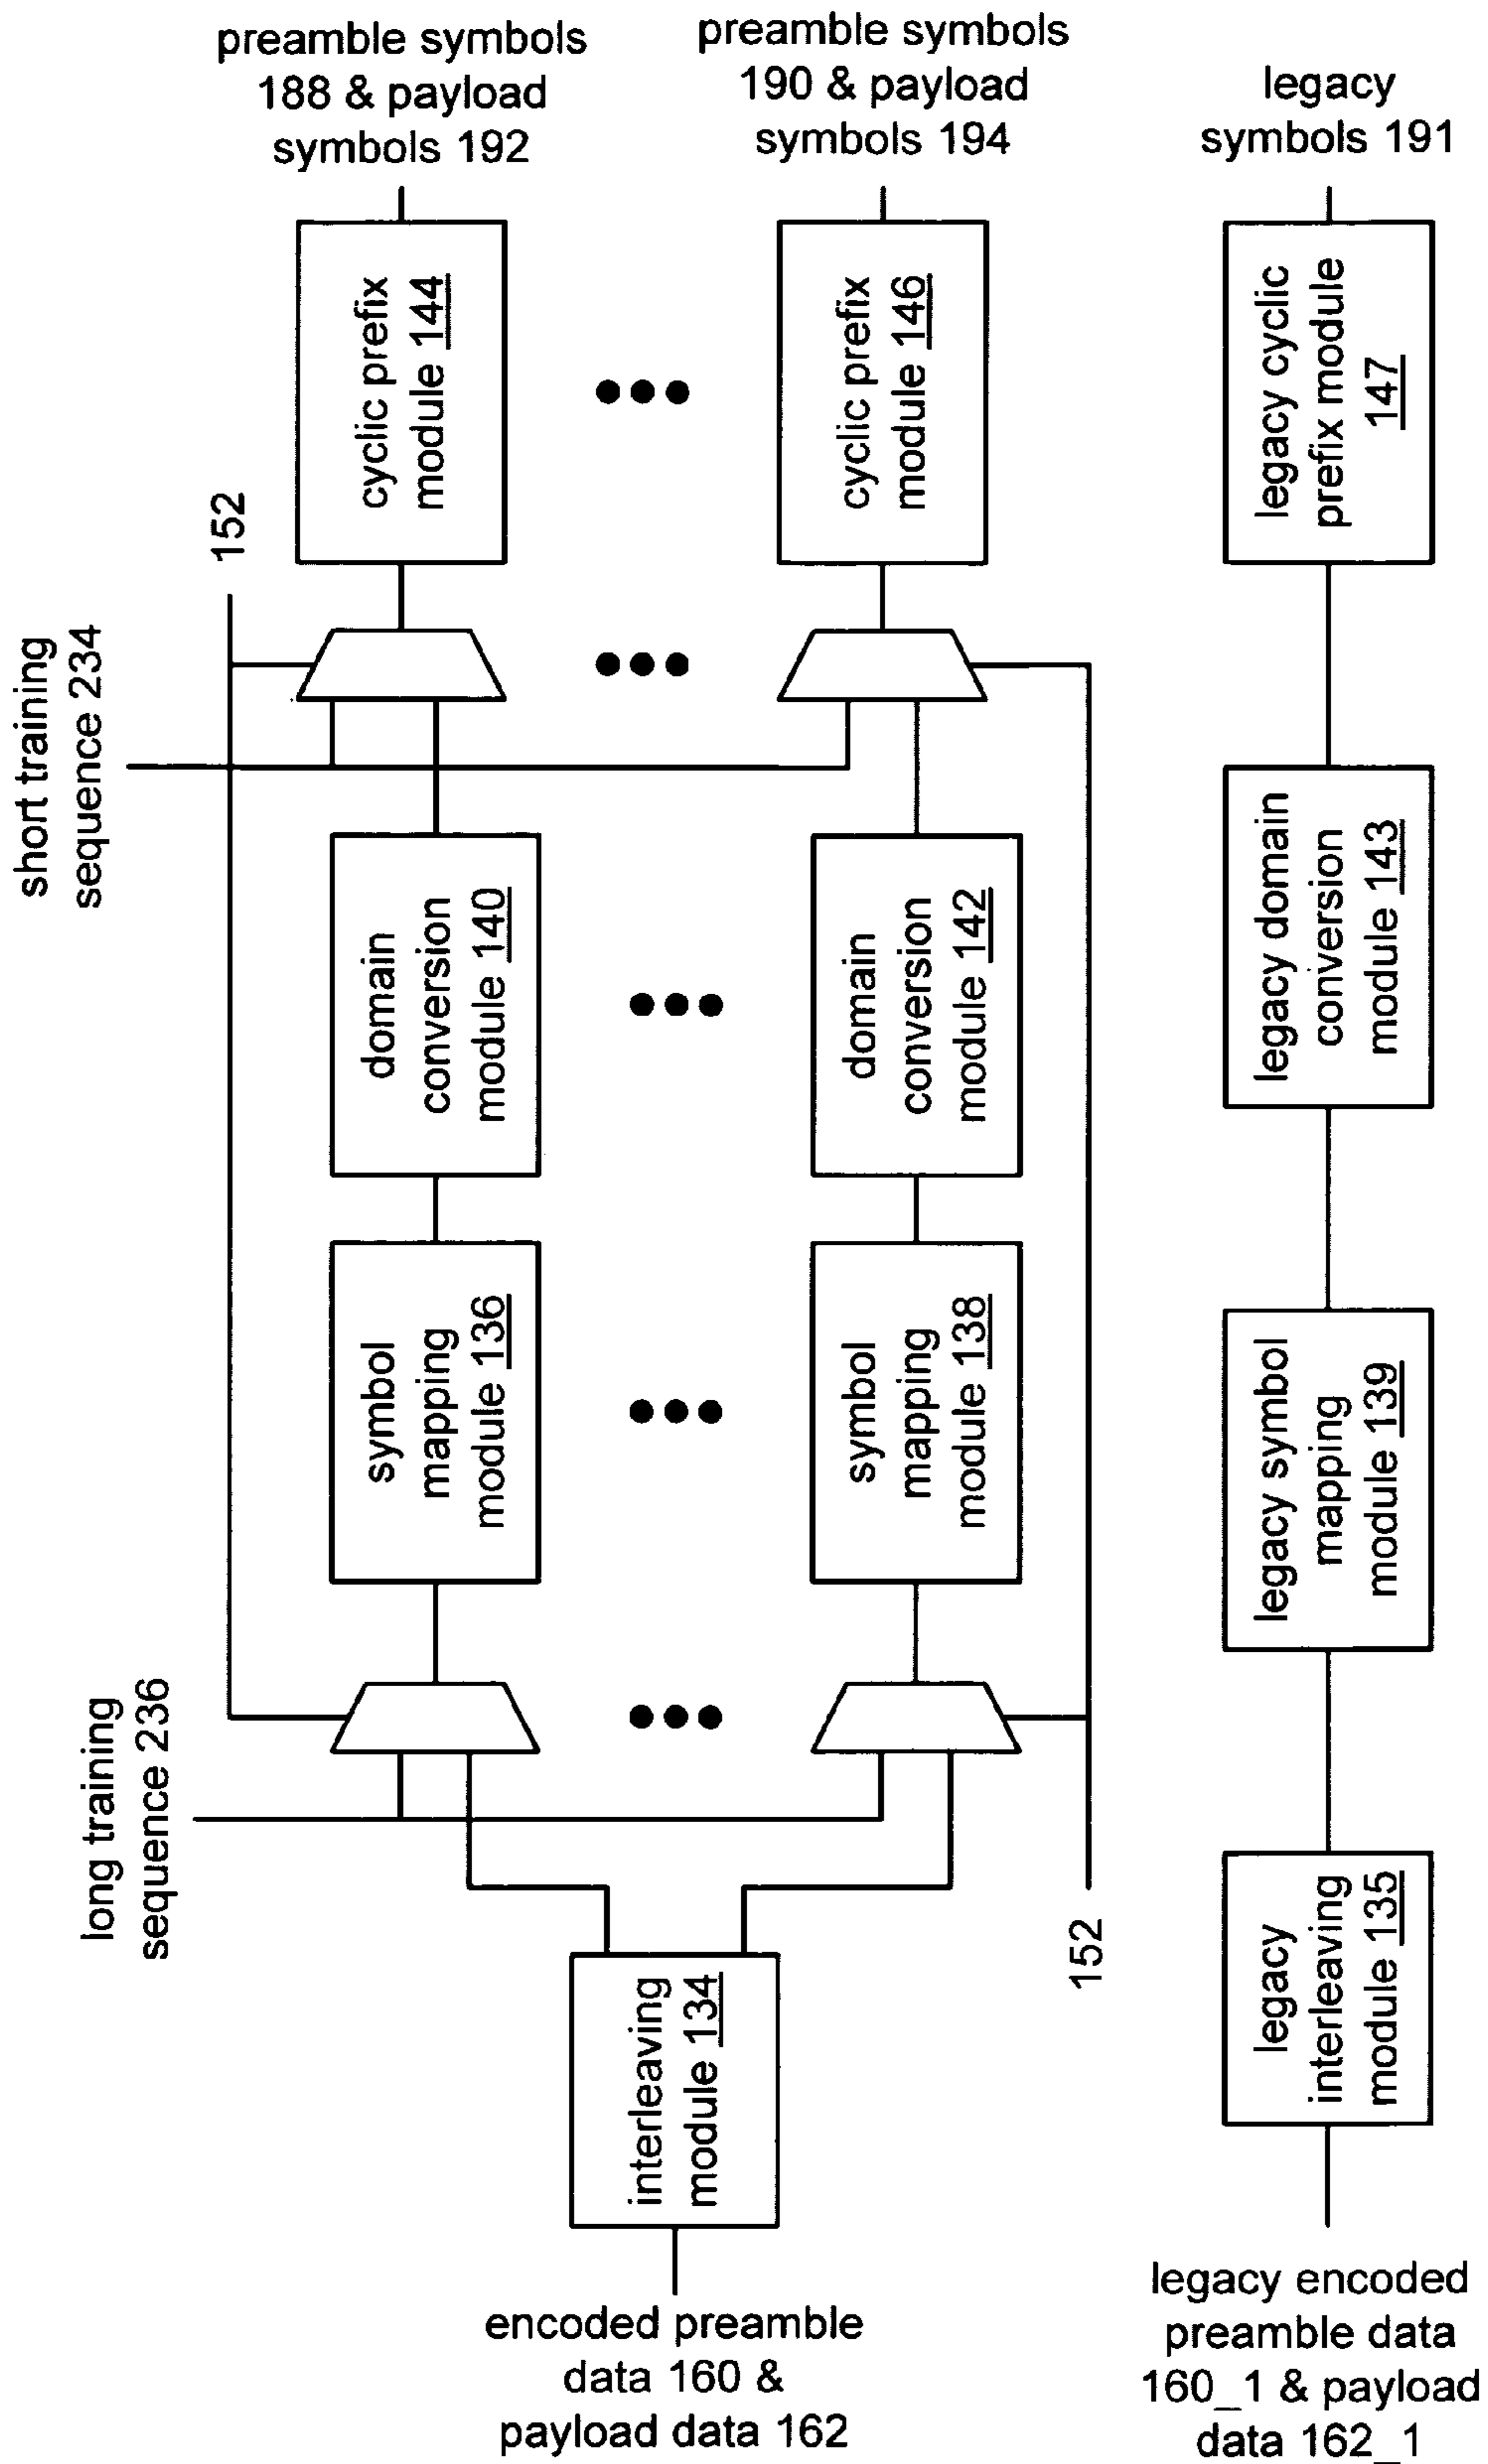 preamble symbols
188 & payload
symbols 192
preamble symbols
190 & payload
symbols 194
legacy
symbols 191
cyclic prefix
module 144
cyclic prefix
module 146
legacy cyclic
prefix module
147
152
short training
sequence 234
domain
conversion
module 140
domain
conversion
module 142
legacy domain
conversion
module 143
symbol
mapping
module 136
symbol
mapping
module 138
legacy symbol
mapping
module 139
long training
sequence 236
152
interleaving
module 134
legacy
interleaving
module 135
encoded preamble
data 160 &
payload data 162
legacy encoded
preamble data
160_1 & payload
data 162_1